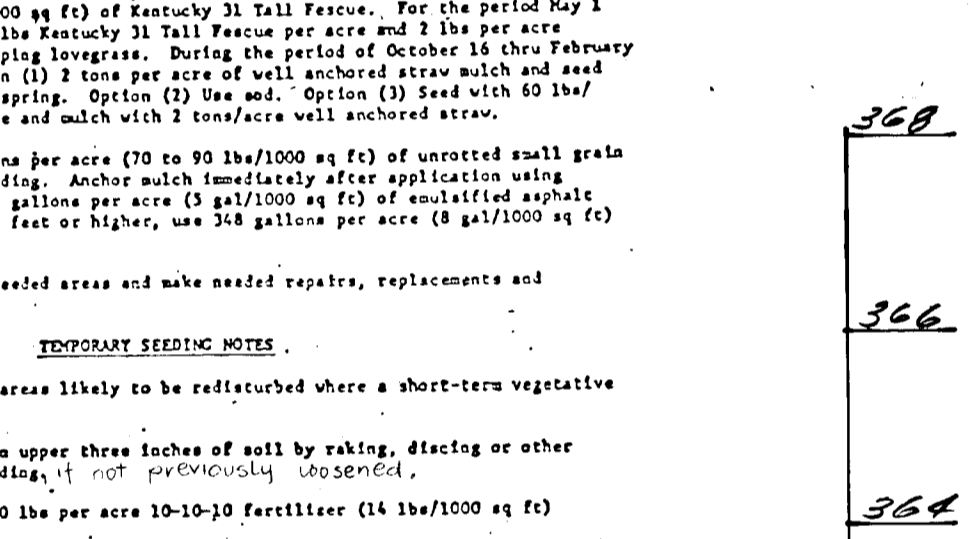 00 sq ft) of Kentucky 31 Tall Fescue. For the period May 1
lbs Kentucky 31 Tall Fescue per acre and 2 lbs per acre
ping lovegrass. During the period of October 16 thru February
n (1) 2 tons per acre of well anchored straw mulch and seed
spring. Option (2) Use sod. Option (3) Seed with 60 lbs/
e and mulch with 2 tons/acre well anchored straw.
368
ns per acre (70 to 90 lbs/1000 sq ft) of unrotted small grain
ding. Anchor mulch immediately after application using
gallons per acre (5 gal/1000 sq ft) of emulsified asphalt
feet or higher, use 348 gallons per acre (8 gal/1000 sq ft)
eeded areas and make needed repairs, replacements and
366
TEMPORARY SEEDING NOTES.
areas likely to be redisturbed where a short-term vegetative
upper three inches of soil by raking, discing or other
ding, if not previously loosened.
0 lbs per acre 10-10-10 fertilizer (14 lbs/1000 sq ft)
364